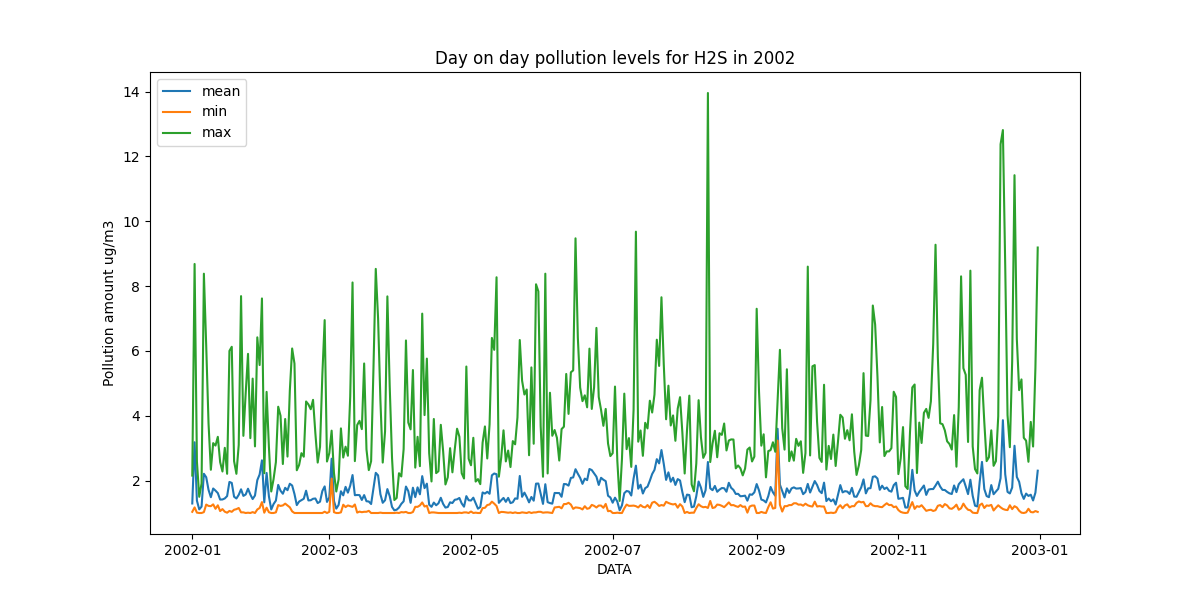 Day on day pollution levels for H2S in 2002
mean
min
max
14
12
10
8
6
4
2
Pollution amount ug/m3
2002-01
2002-03
2002-05
2002-07
2002-09
2002-11
2003-01
DATA